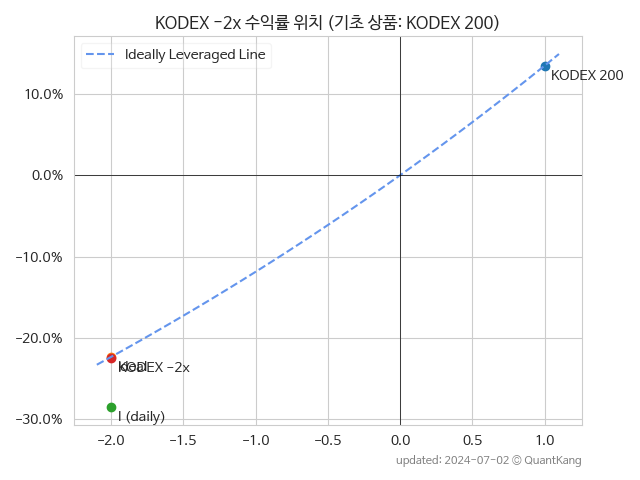 KODEX -2x 수익률 위치 (기초 상품: KODEX 200)
Ideally Leveraged Line
KODEX 200
10.0%
0.0%
-10.0%
-20.0%
-30.0%
KODEX -2x
I (daily)
-2.0
-1.5
-1.0
-0.5
0.0
0.5
1.0
updated: 2024-07-02 © QuantKang